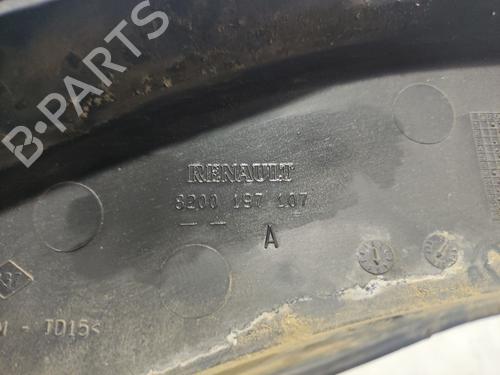 B-PARTS
RENAULT
8200 197 107
A
- TD15<